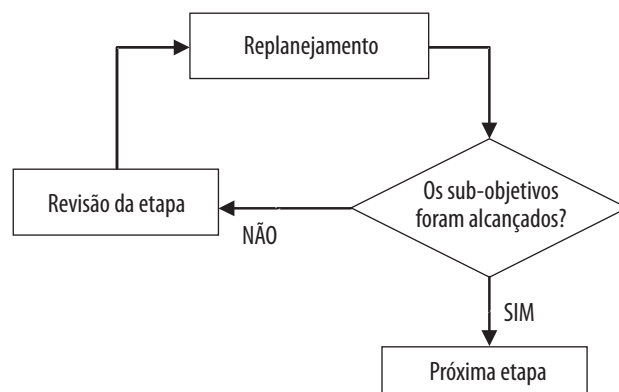 Replanejamento
Os sub-objetivos
foram alcançados?
Revisão da etapa
NÃO
SIM
Próxima etapa